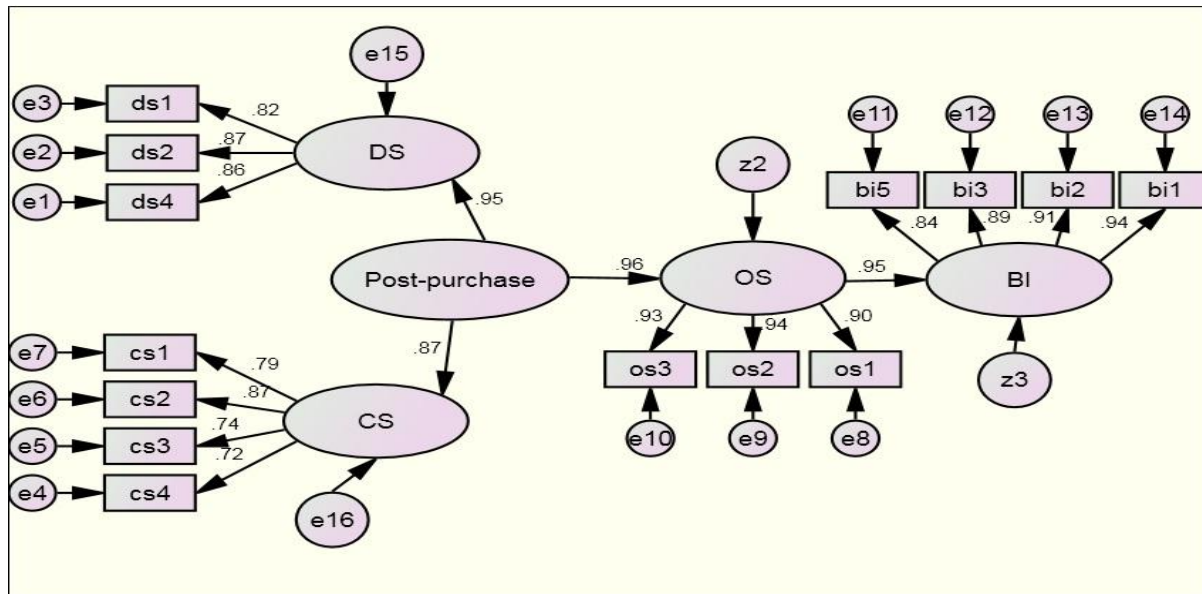 e15
e3
ds1
.82
e2
ds2
.87
DS
e1
ds4
.86
.95
Post-purchase
.96
z2
OS
.95
e11
e12
e13
e14
bi5
bi3
bi2
bi1
.84
.89
.91
.94
BI
z3
.93
.94
.90
os3
os2
os1
e10
e9
e8
.87
e7
cs1
.79
e6
cs2
.87
CS
e5
cs3
.74
e4
cs4
.72
e16